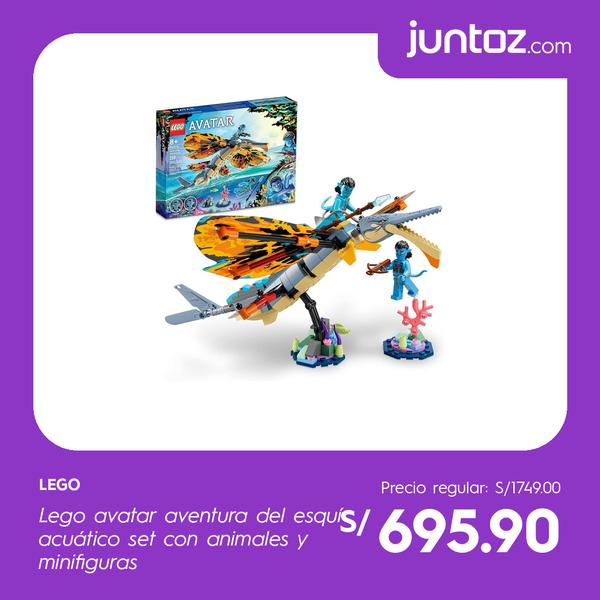 juntoz.com
LEGO
AVATAR
8+
LEGO
Precio regular: S/1749.00
Lego avatar aventura del esquí
acuático set con animales y
minifiguras
S/ 695.90